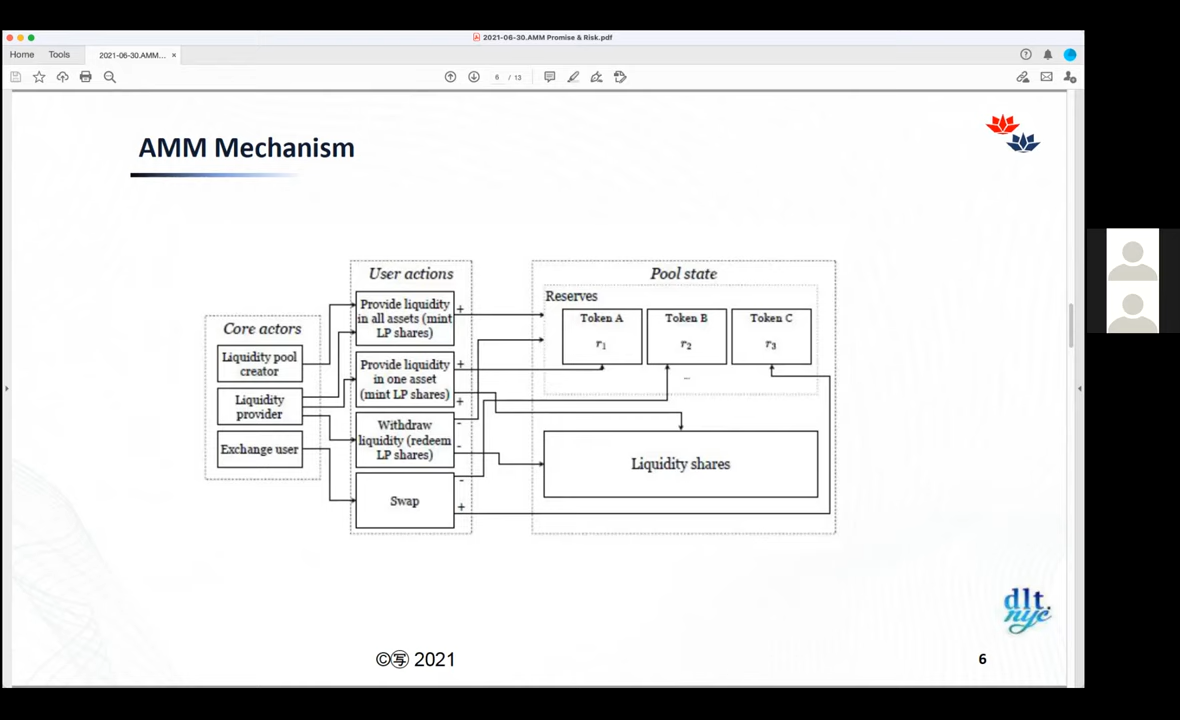 2021-06-30.AMM Promise & Risk.pdf
Home Tools 2021-06-30.AMM... ×
6 / 13
AMM Mechanism
User actions
Pool state
Reserves
Token A
r1
Token B
r2
Token C
r3
Core actors
Liquidity pool
creator
Liquidity
provider
Exchange user
Provide liquidity
in all assets (mint
LP shares)
+
Provide liquidity
in one asset
(mint LP shares)
+
+
Withdraw
liquidity (redeem
LP shares)
-
-
Swap
-
+
–
Liquidity shares
dlt.
nyc
©写 2021
6